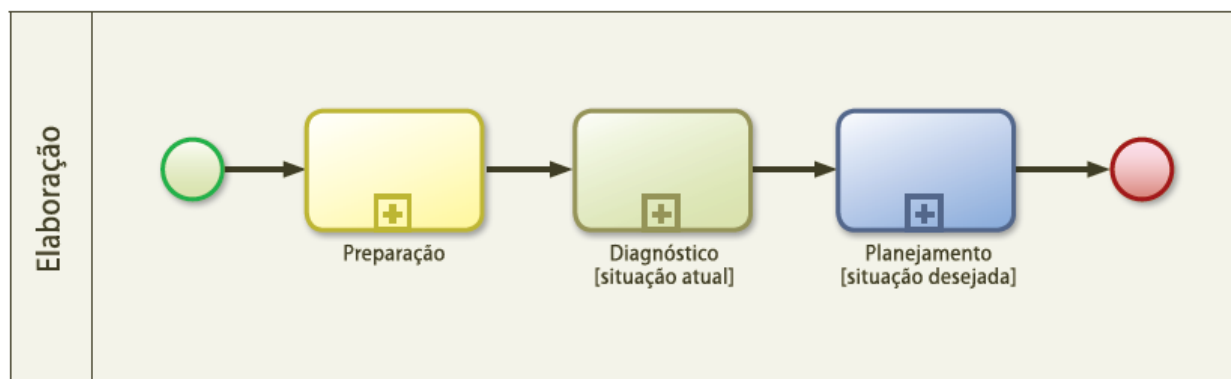 Elaboração
Preparação
Diagnóstico
[situação atual]
Planejamento
[situação desejada]